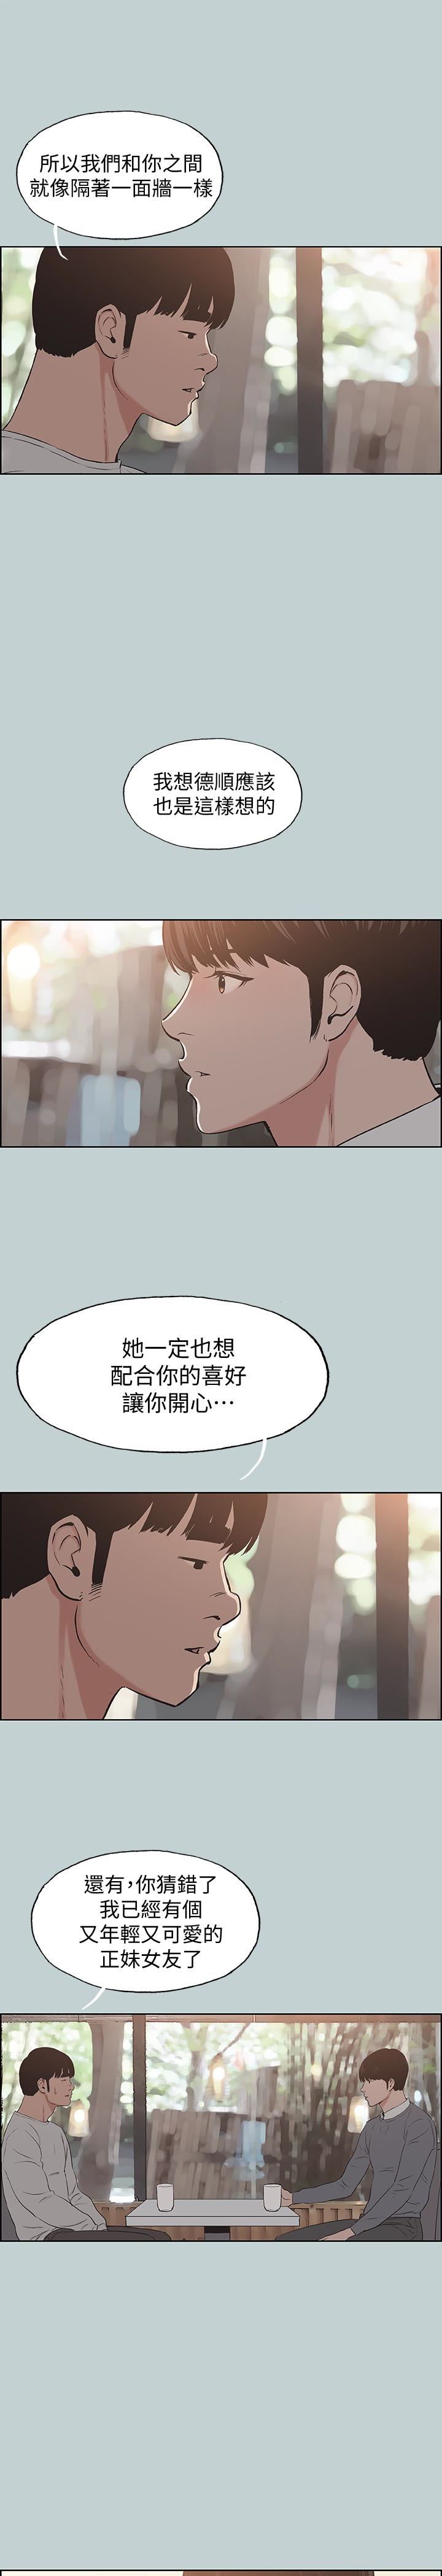 所以我們和你之間
就像隔著一面牆一樣
我想德順應該
也是這樣想的
她一定也想
配合你的喜好
讓你開心⋯
還有，你猜錯了
我已經有個
又年輕又可愛的
正妹女友了